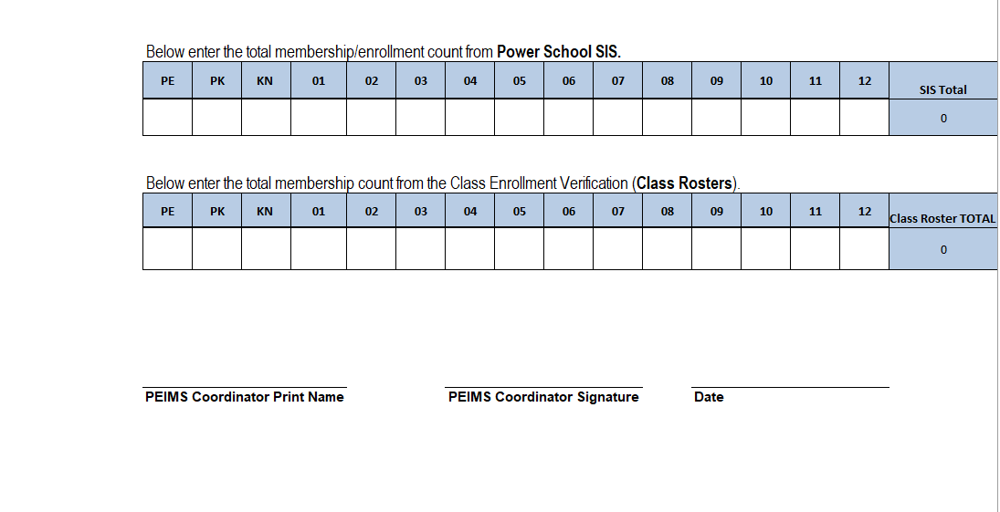 Below enter the total membership/enrollment count from Power School SIS.
PE PK KN 01 02 03 04 05 06 07 08 09 10 11 12 SIS Total
0
Below enter the total membership count from the Class Enrollment Verification (Class Rosters).
PE PK KN 01 02 03 04 05 06 07 08 09 10 11 12 Class Roster TOTAL
0
PEIMS Coordinator Print Name PEIMS Coordinator Signature Date